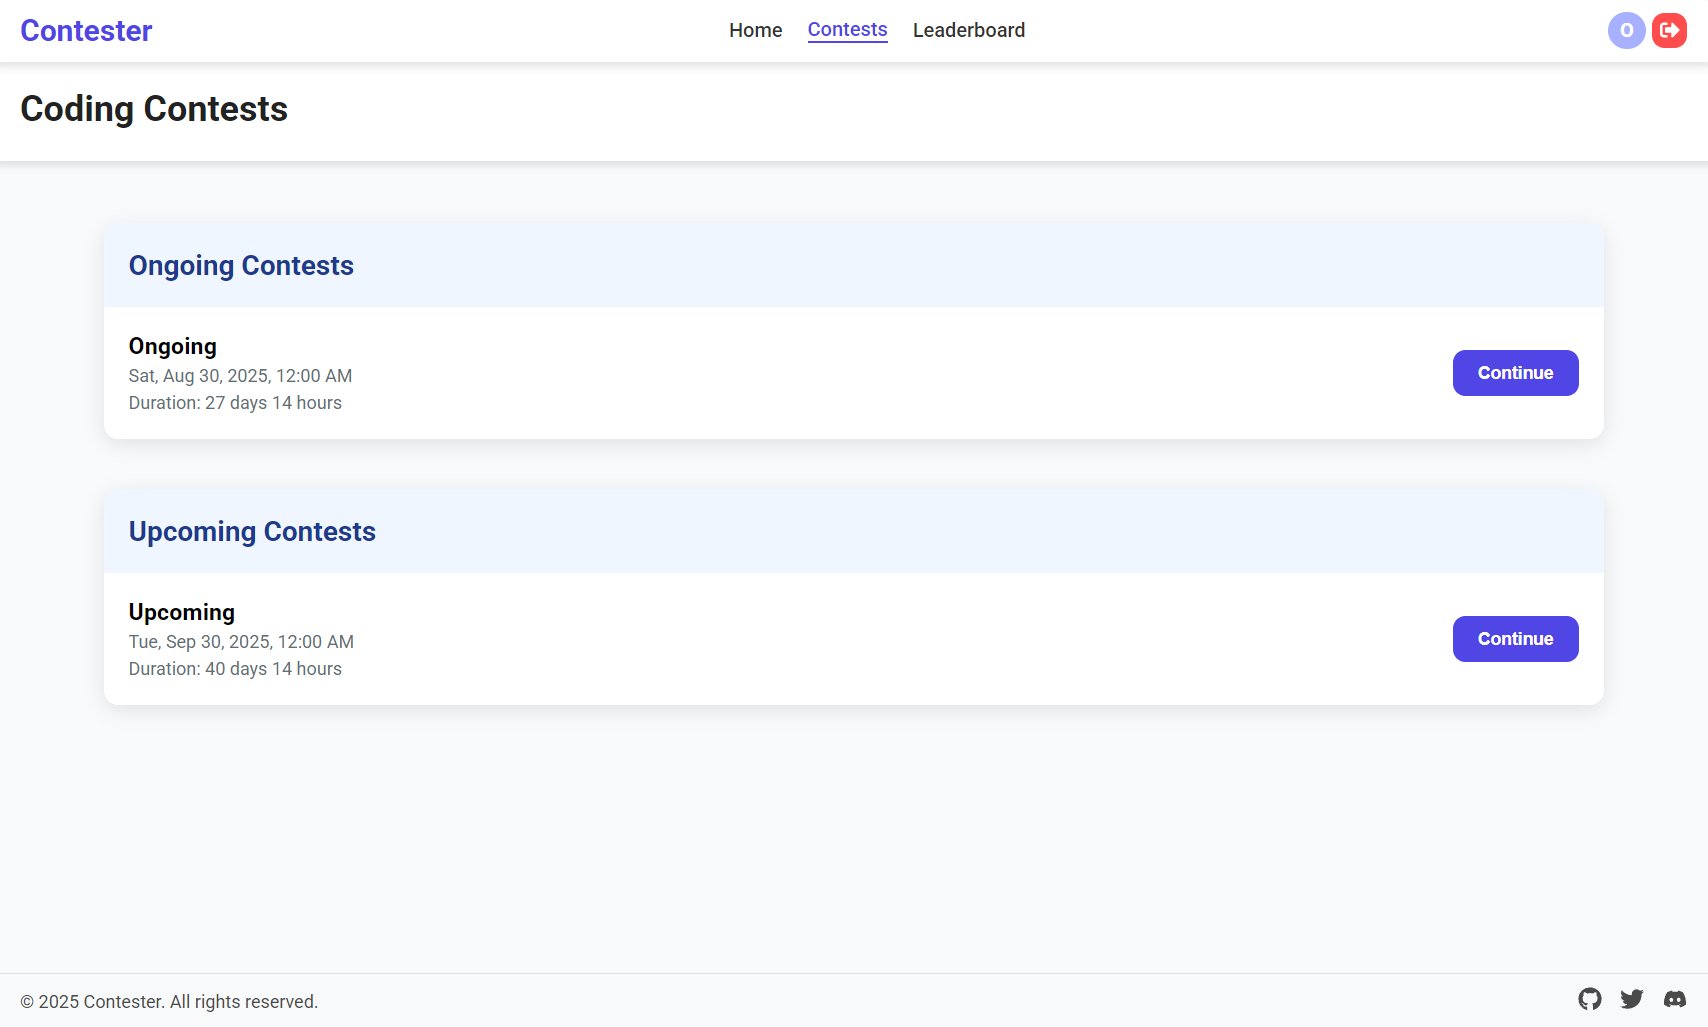 Contester
Home Contests Leaderboard
O
Coding Contests
Ongoing Contests
Ongoing
Sat, Aug 30, 2025, 12:00 AM
Duration: 27 days 14 hours
Continue
Upcoming Contests
Upcoming
Tue, Sep 30, 2025, 12:00 AM
Duration: 40 days 14 hours
Continue
© 2025 Contester. All rights reserved.